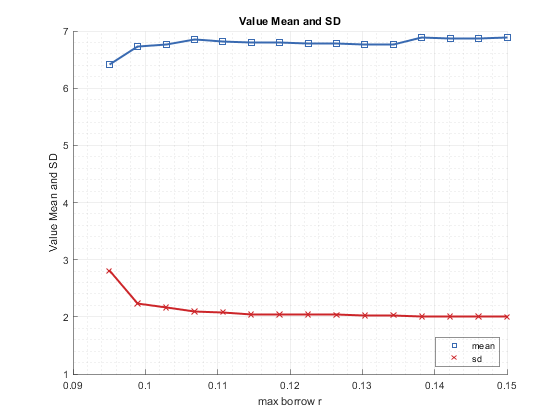 Value Mean and SD
7
6
5
4
3
2
1
Value Mean and SD
0.09
0.1
0.11
0.12
0.13
0.14
0.15
max borrow r
mean
sd